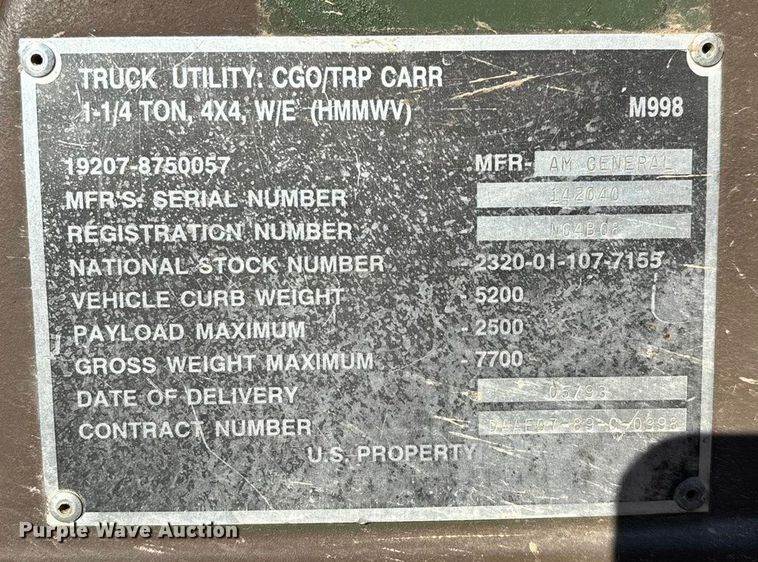 TRUCK UTILITY: CGO/TRP CARR
1-1/4 TON, 4X4, W/E (HMMWV) M998
19207-8750057 MFR- AM GENERAL
MFR'S- SERIAL NUMBER 142040
REGISTRATION NUMBER
NATIONAL STOCK NUMBER - 2320-01-107-7155
VEHICLE CURB WEIGHT - 5200
PAYLOAD MAXIMUM - 2500
GROSS WEIGHT MAXIMUM - 7700
DATE OF DELIVERY
CONTRACT NUMBER
U.S. PROPERTY
Purple Wave Auction